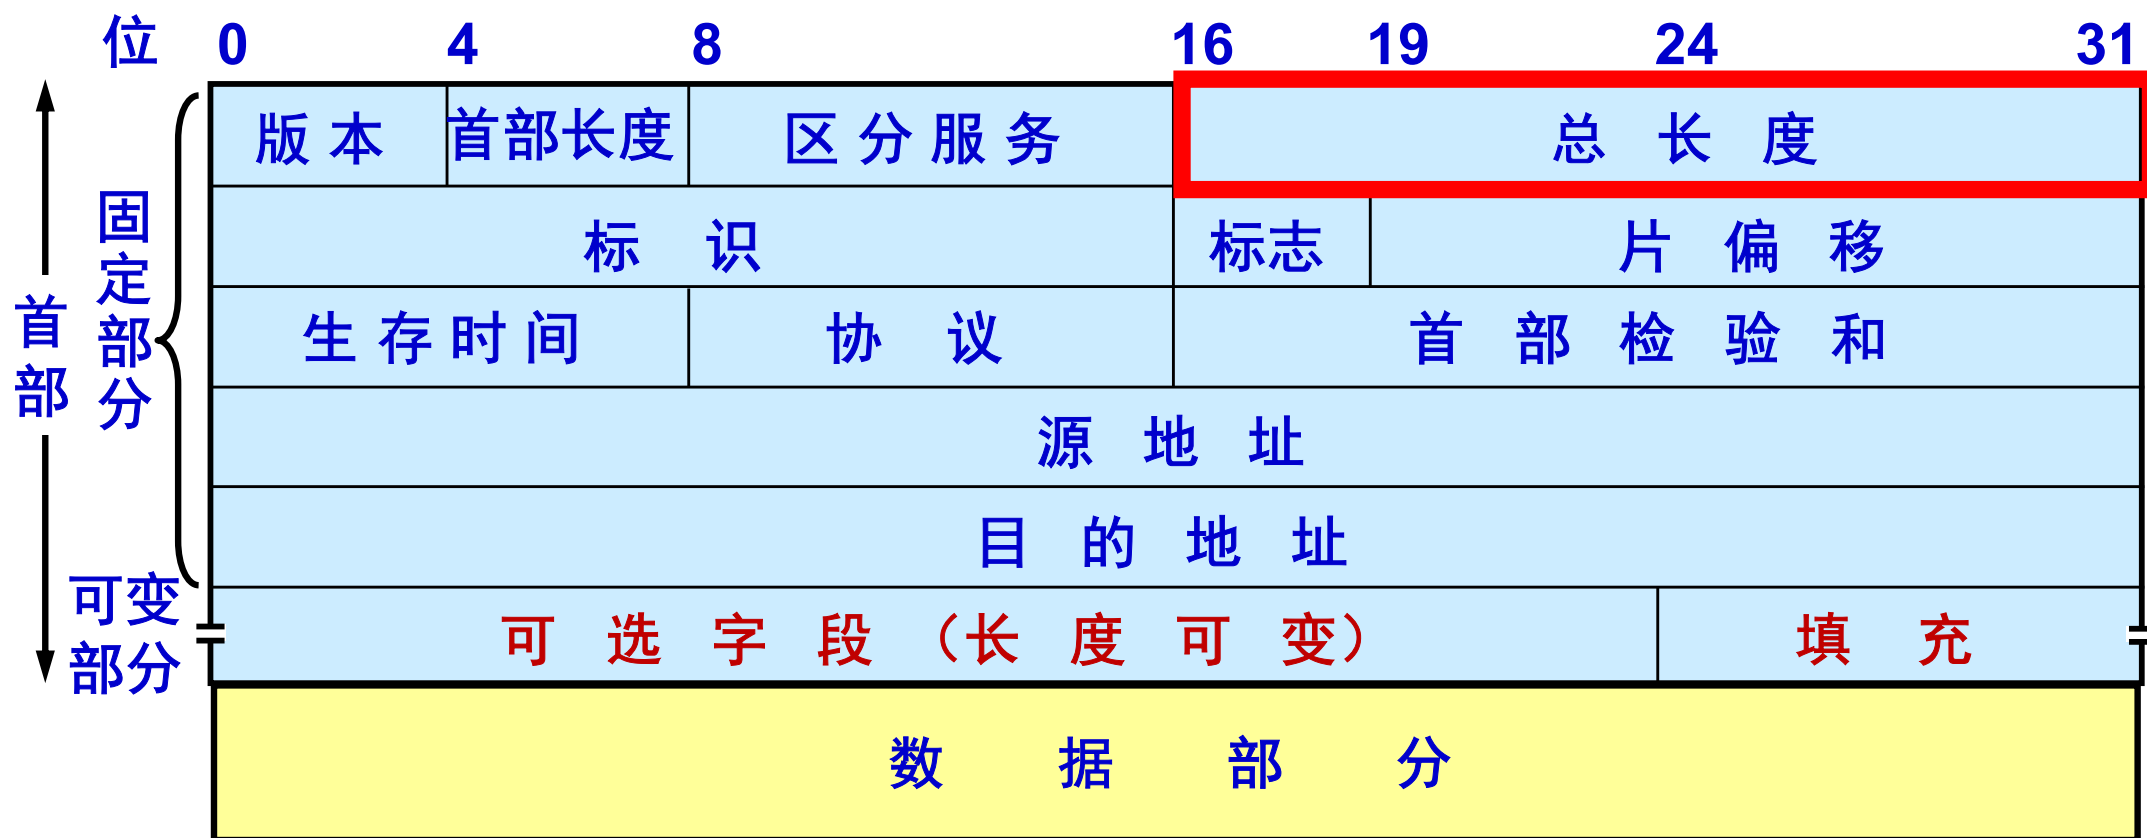 位 0 4 8 16 19 24 31
版 本 首部长度 区 分 服 务 总 长 度
标 识 标志 片 偏 移
生 存 时 间 协 议 首 部 检 验 和
源 地 址
目 的 地 址
可 选 字 段 （长 度 可 变） 填 充
数 据 部 分
首部
固定部分
可变
部分